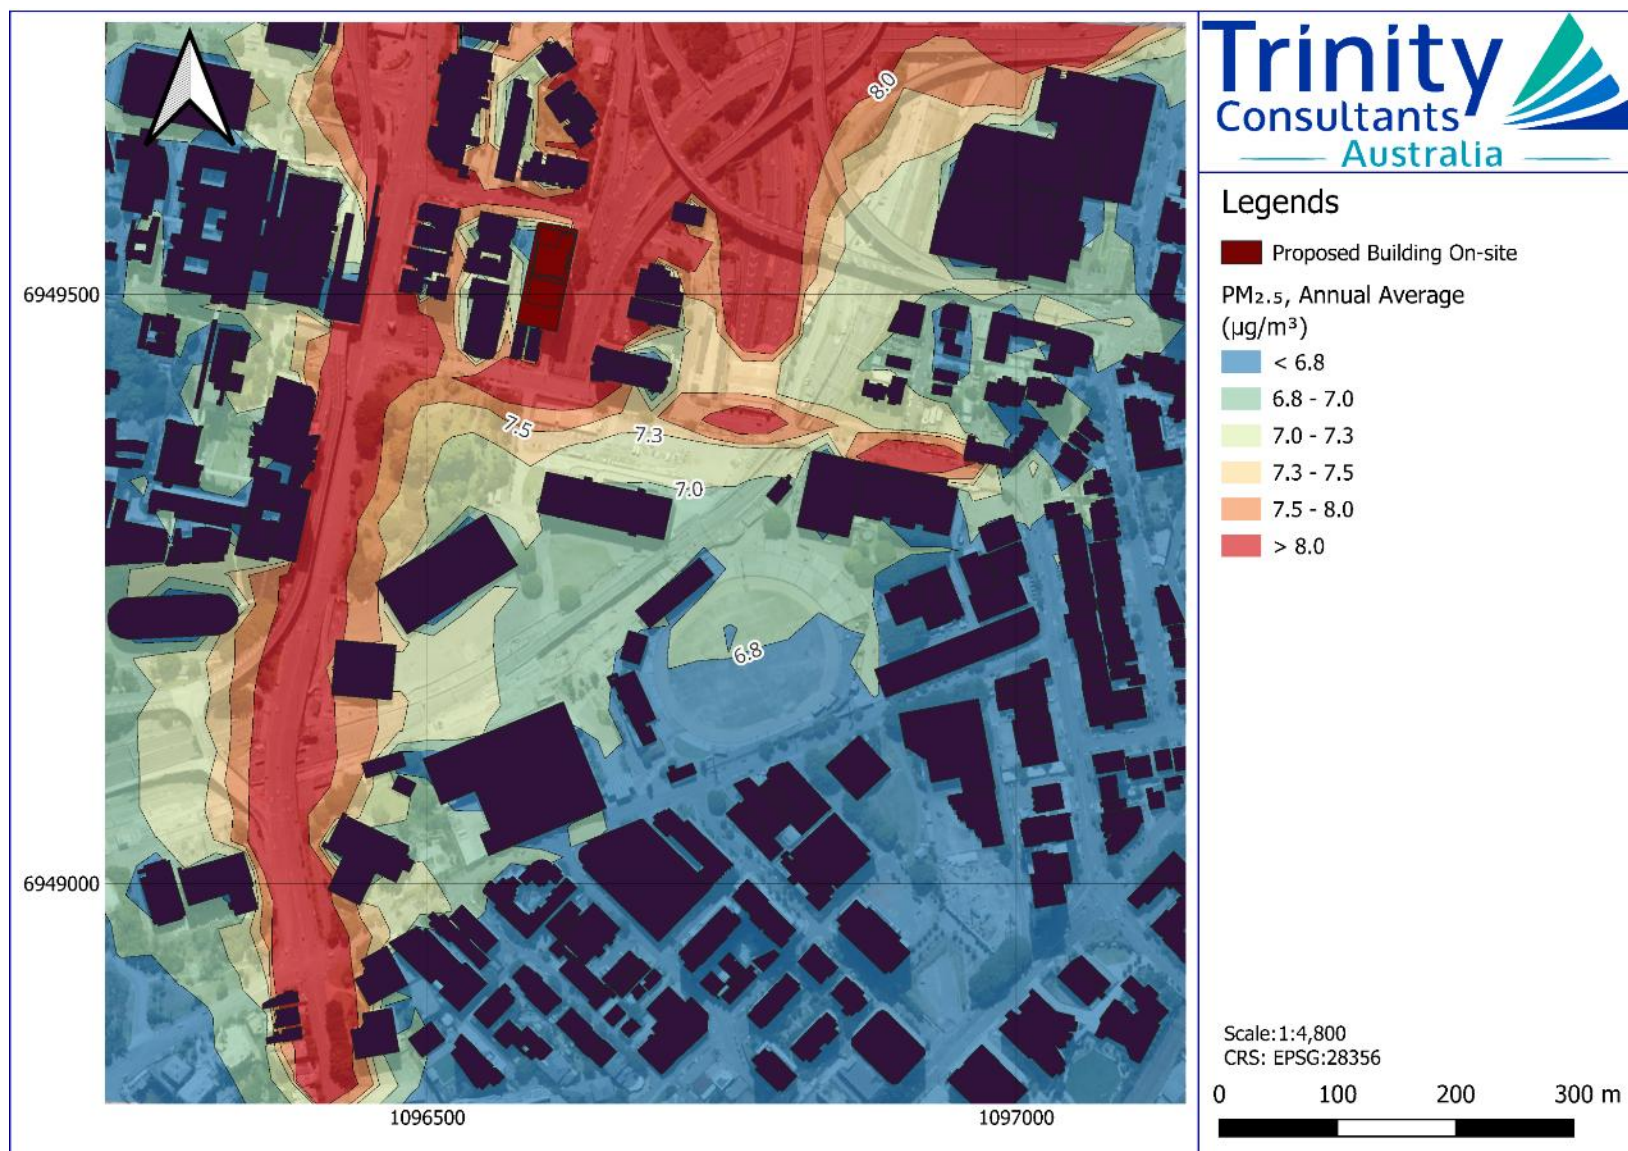 Trinity
Consultants
Australia
Legends
Proposed Building On-site
PM₂.₅, Annual Average
(µg/m³)
< 6.8
6.8 - 7.0
7.0 - 7.3
7.3 - 7.5
7.5 - 8.0
> 8.0
Scale:1:4,800
CRS: EPSG:28356
0 100 200 300 m
8.0
6949500
7.5
7.3
7.0
6.8
6949000
1096500 1097000